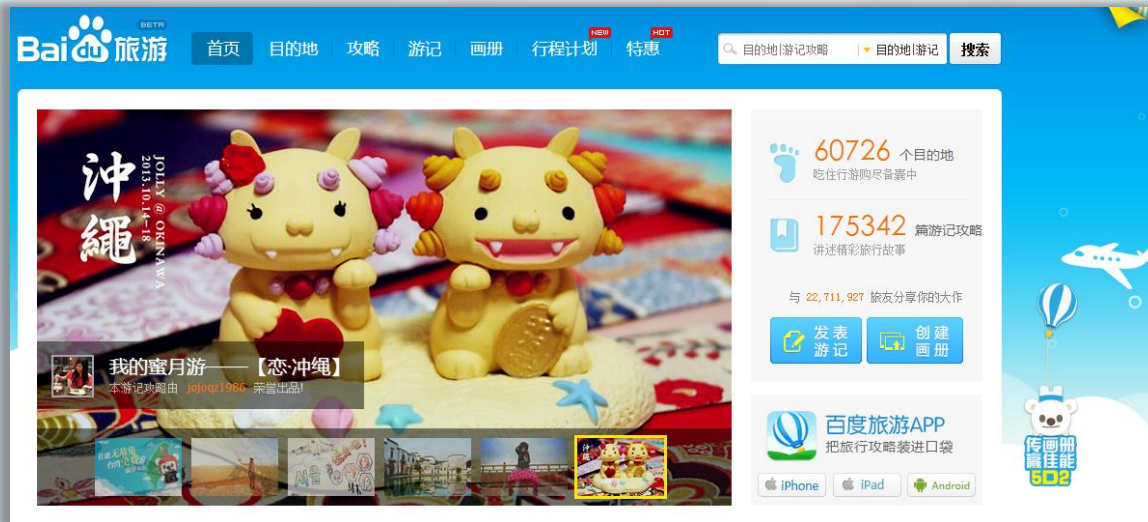 BETA
Bai du 旅游
首页 目的地 攻略 游记 画册 行程计划 NEW 特惠 HOT
目的地|游记攻略 目的地|游记 搜索
沖繩
JOLLY @ OKINAWA
2013.10.14-18
60726 个目的地
吃住行游购尽备囊中
175342 篇游记攻略
讲述精彩旅行故事
与 22,711,927 旅友分享你的大作
发表游记
创建画册
我的蜜月游——【恋·冲绳】
本游记攻略由 jojoqz1986 荣誉出品!
百度旅游APP
把旅行攻略装进口袋
iPhone iPad Android
传画册
赢佳能
5D2